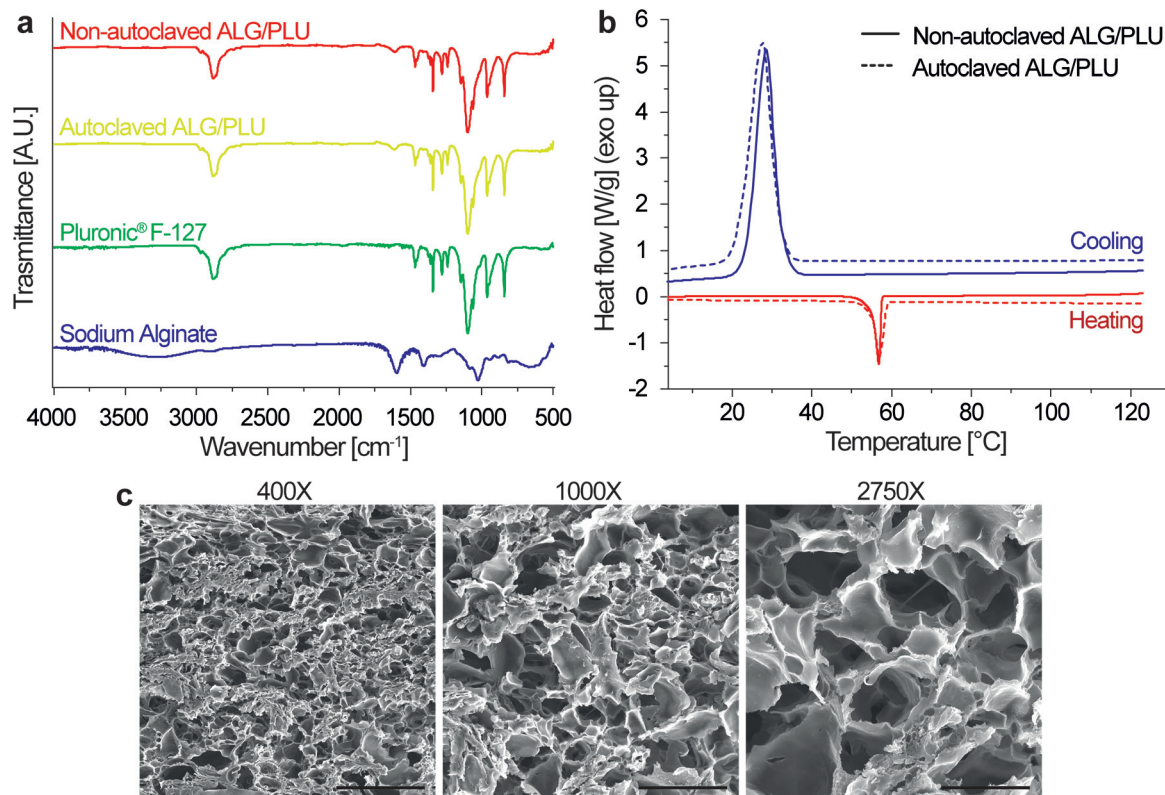 a
Non-autoclaved ALG/PLU
Autoclaved ALG/PLU
Pluronic® F-127
Sodium Alginate
Trasmittance [A.U.]
4000 3500 3000 2500 2000 1500 1000 500
Wavenumber [cm-1]
b
Non-autoclaved ALG/PLU
Autoclaved ALG/PLU
Cooling
Heating
Heat flow [W/g] (exo up)
6
5
4
3
2
1
0
-1
-2
20 40 60 80 100 120
Temperature [°C]
c
400X 1000X 2750X